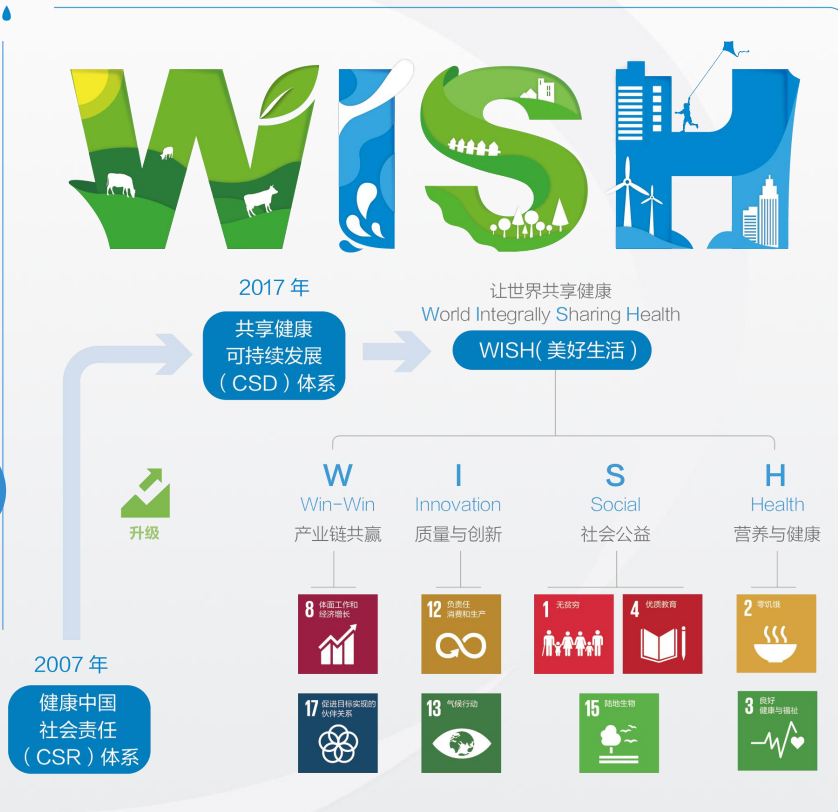 WISH
2017 年
共享健康
可持续发展
（CSD）体系
让世界共享健康
World Integrally Sharing Health
WISH( 美好生活 )
升级
2007 年
健康中国
社会责任
（CSR）体系
W
Win-Win
产业链共赢
I
Innovation
质量与创新
S
Social
社会公益
H
Health
营养与健康
8 体面工作和
经济增长
12 负责任
消费和生产
1 无贫穷
4 优质教育
2 零饥饿
17 促进目标实现的
伙伴关系
13 气候行动
15 陆地生物
3 良好
健康与福祉